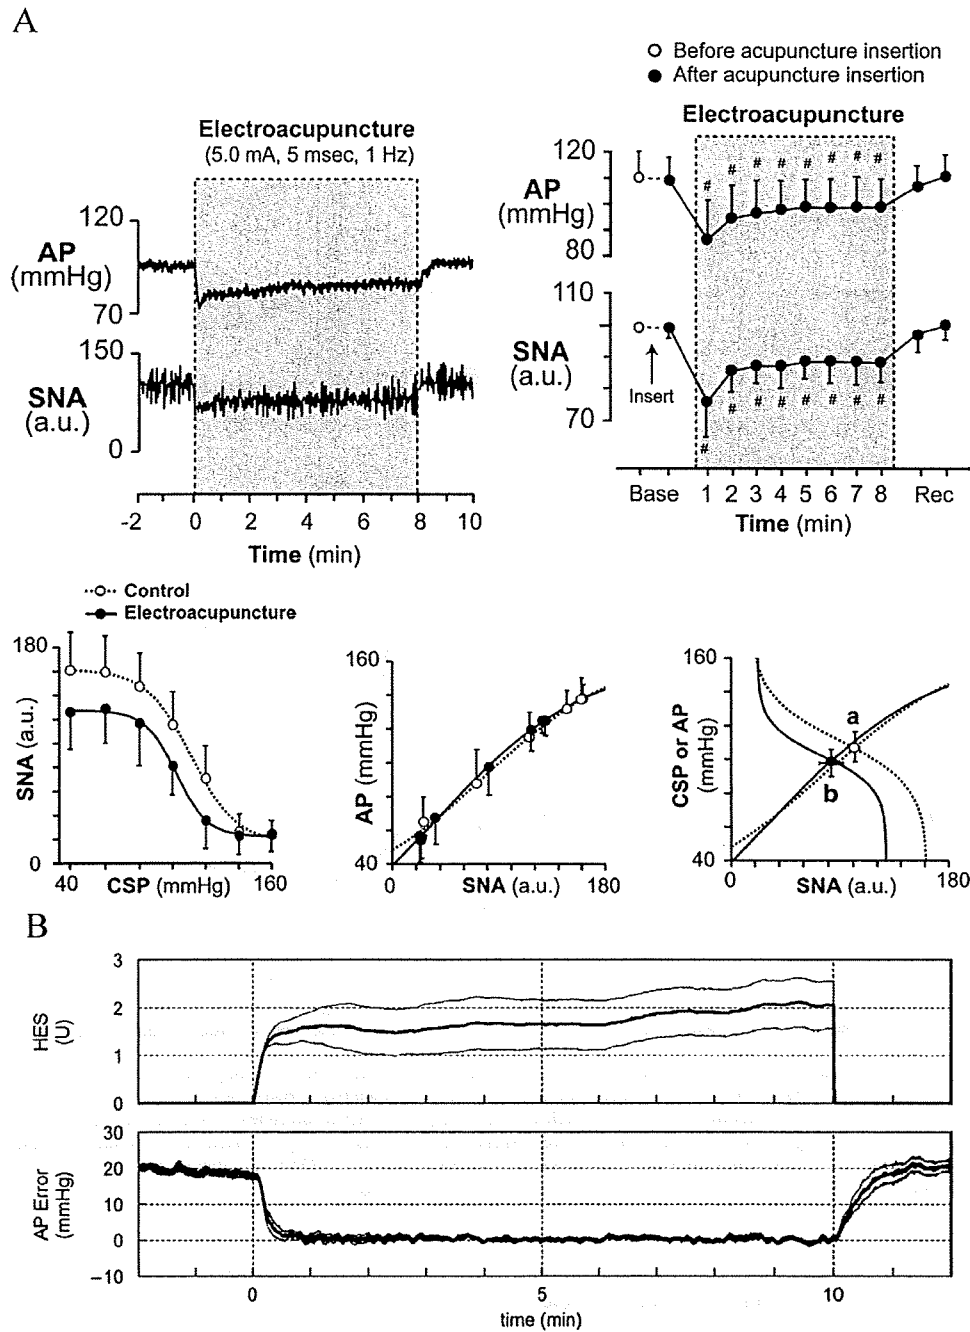 A
Before acupuncture insertion
After acupuncture insertion
Electroacupuncture
(5.0 mA, 5 msec, 1 Hz)
120
AP
(mmHg)
70
150
SNA
(a.u.)
0
-2 0 2 4 6 8 10
Time (min)
Electroacupuncture
# # # # # # # #
120
AP
(mmHg)
80
110
SNA
(a.u.)
Insert
70
# # # # # # # #
Base 1 2 3 4 5 6 7 8 Rec
Time (min)
Control
Electroacupuncture
180
SNA (a.u.)
0
40 CSP (mmHg) 160
160
AP (mmHg)
40
0 SNA (a.u.) 180
160
CSP or AP
(mmHg)
a
b
40
0 SNA (a.u.) 180
B
3
2
1
0
HES
(U)
30
20
10
0
−10
AP Error
(mmHg)
0 5 10
time (min)